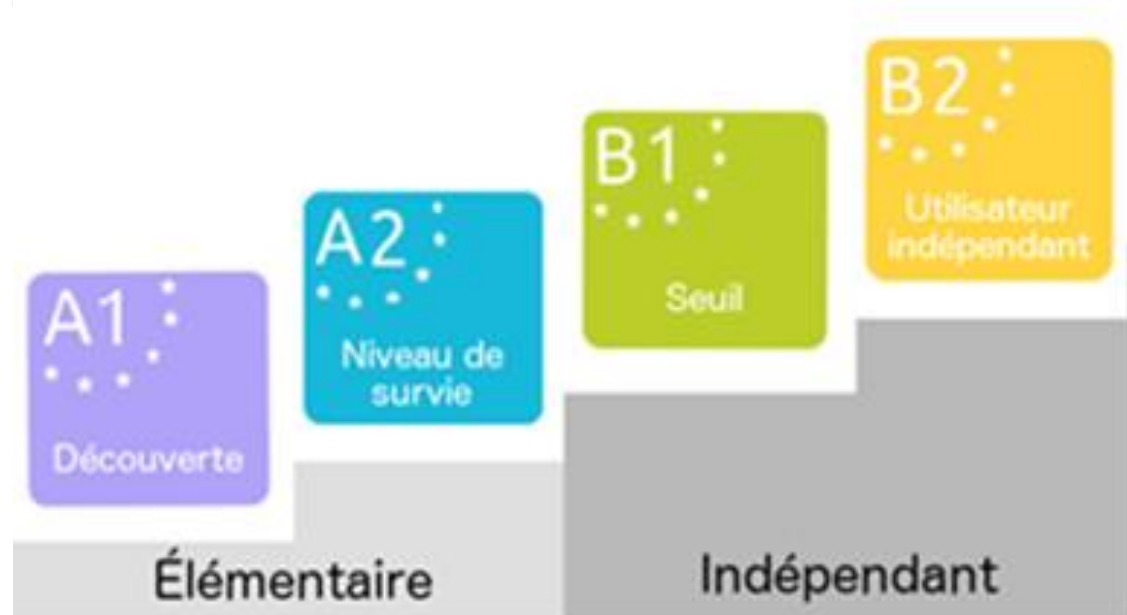 A1
Découverte
A2
Niveau de
survie
B1
Seuil
B2
Utilisateur
indépendant
Élémentaire
Indépendant